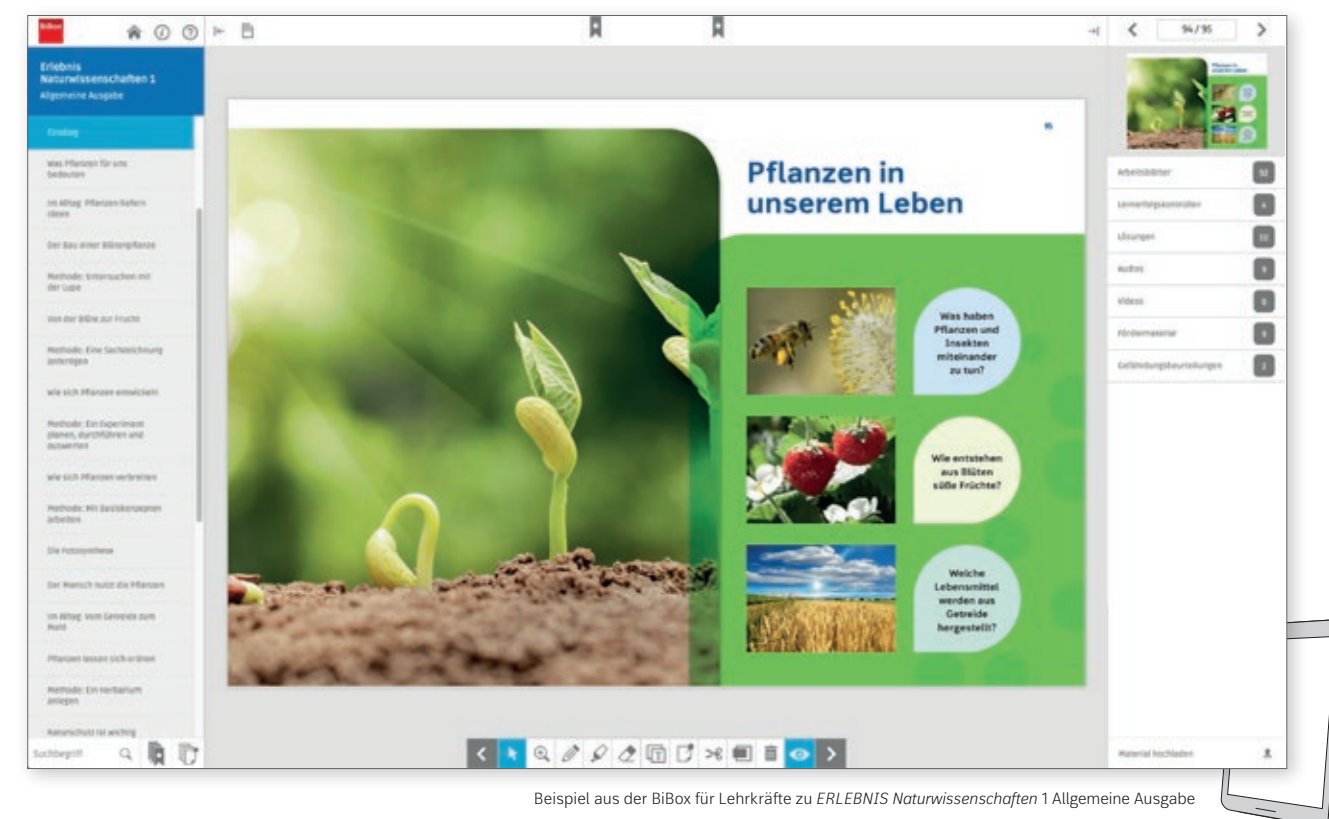 BiBox
94/95
Erlebnis
Naturwissenschaften 1
Allgemeine Ausgabe
Einstieg
Was Pflanzen für uns
bedeuten
Im Alltag: Pflanzen liefern
Ideen
Der Bau einer Blütenpflanze
Methode: Untersuchen mit
der Lupe
Von der Blüte zur Frucht
Methode: Eine Sachzeichnung
anfertigen
Wie sich Pflanzen entwickeln
Methode: Ein Experiment
planen, durchführen und
auswerten
Wie sich Pflanzen verbreiten
Methode: Mit Basiskonzepten
arbeiten
Die Fotosynthese
Der Mensch nutzt die Pflanzen
Im Alltag: Vom Getreide zum
Mehl
Pflanzen lassen sich ordnen
Methode: Ein Herbarium
anlegen
Naturschutz ist wichtig
Suchbegriff
95
Pflanzen in
unserem Leben
Was haben
Pflanzen und
Insekten
miteinander
zu tun?
Wie entstehen
aus Blüten
süße Früchte?
Welche
Lebensmittel
werden aus
Getreide
hergestellt?
Arbeitsblätter
Lernerfolgskontrollen
Lösungen
Audios
Videos
Fördermaterial
Gefährdungsbeurteilungen
Material hochladen
Beispiel aus der BiBox für Lehrkräfte zu ERLEBNIS Naturwissenschaften 1 Allgemeine Ausgabe